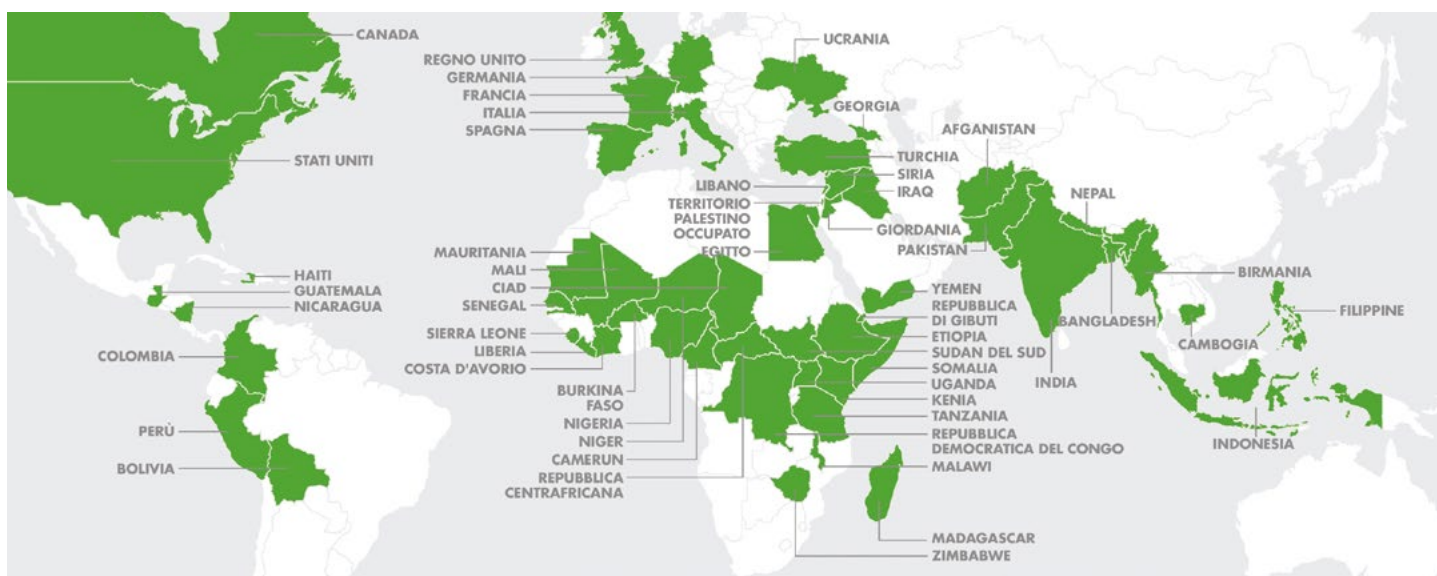 CANADA
STATI UNITI
HAITI
GUATEMALA
NICARAGUA
COLOMBIA
PERÙ
BOLIVIA
REGNO UNITO
GERMANIA
FRANCIA
ITALIA
SPAGNA
UCRANIA
GEORGIA
TURCHIA
SIRIA
IRAQ
LIBANO
TERRITORIO
PALESTINO
OCCUPATO
EGITTO
GIORDANIA
AFGANISTAN
PAKISTAN
NEPAL
MAURITANIA
MALI
CIAD
SENEGAL
SIERRA LEONE
LIBERIA
COSTA D'AVORIO
BURKINA
FASO
NIGERIA
NIGER
CAMERUN
REPUBBLICA
CENTRAFRICANA
YEMEN
REPUBBLICA
DI GIBUTI
ETIOPIA
SUDAN DEL SUD
SOMALIA
UGANDA
KENIA
TANZANIA
REPUBBLICA
DEMOCRATICA DEL CONGO
MALAWI
MADAGASCAR
ZIMBABWE
BIRMANIA
BANGLADESH
INDIA
CAMBOGIA
FILIPPINE
INDONESIA